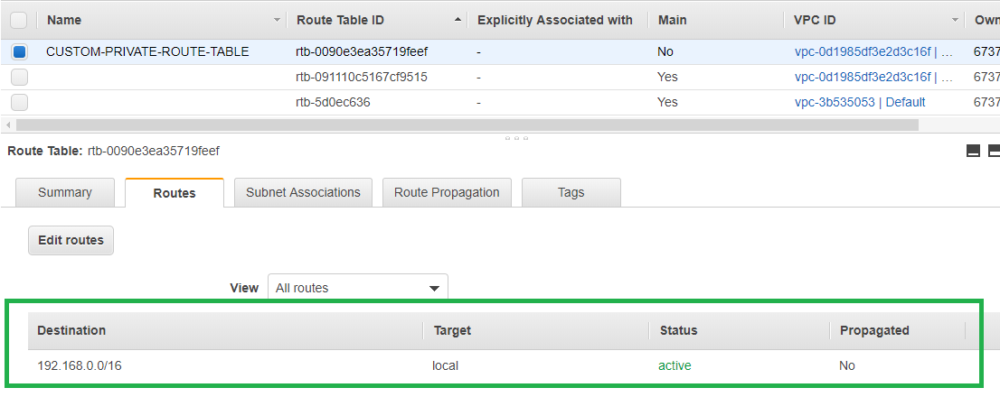 Name Route Table ID Explicitly Associated with Main VPC ID Own
CUSTOM-PRIVATE-ROUTE-TABLE rtb-0090e3ea35719feef - No vpc-0d1985df3e2d3c16f | ... 6737
rtb-091110c5167cf9515 - Yes vpc-0d1985df3e2d3c16f | ... 6737
rtb-5d0ec636 - Yes vpc-3b535053 | Default 6737
Route Table: rtb-0090e3ea35719feef
Summary Routes Subnet Associations Route Propagation Tags
Edit routes
View All routes
Destination Target Status Propagated
192.168.0.0/16 local active No